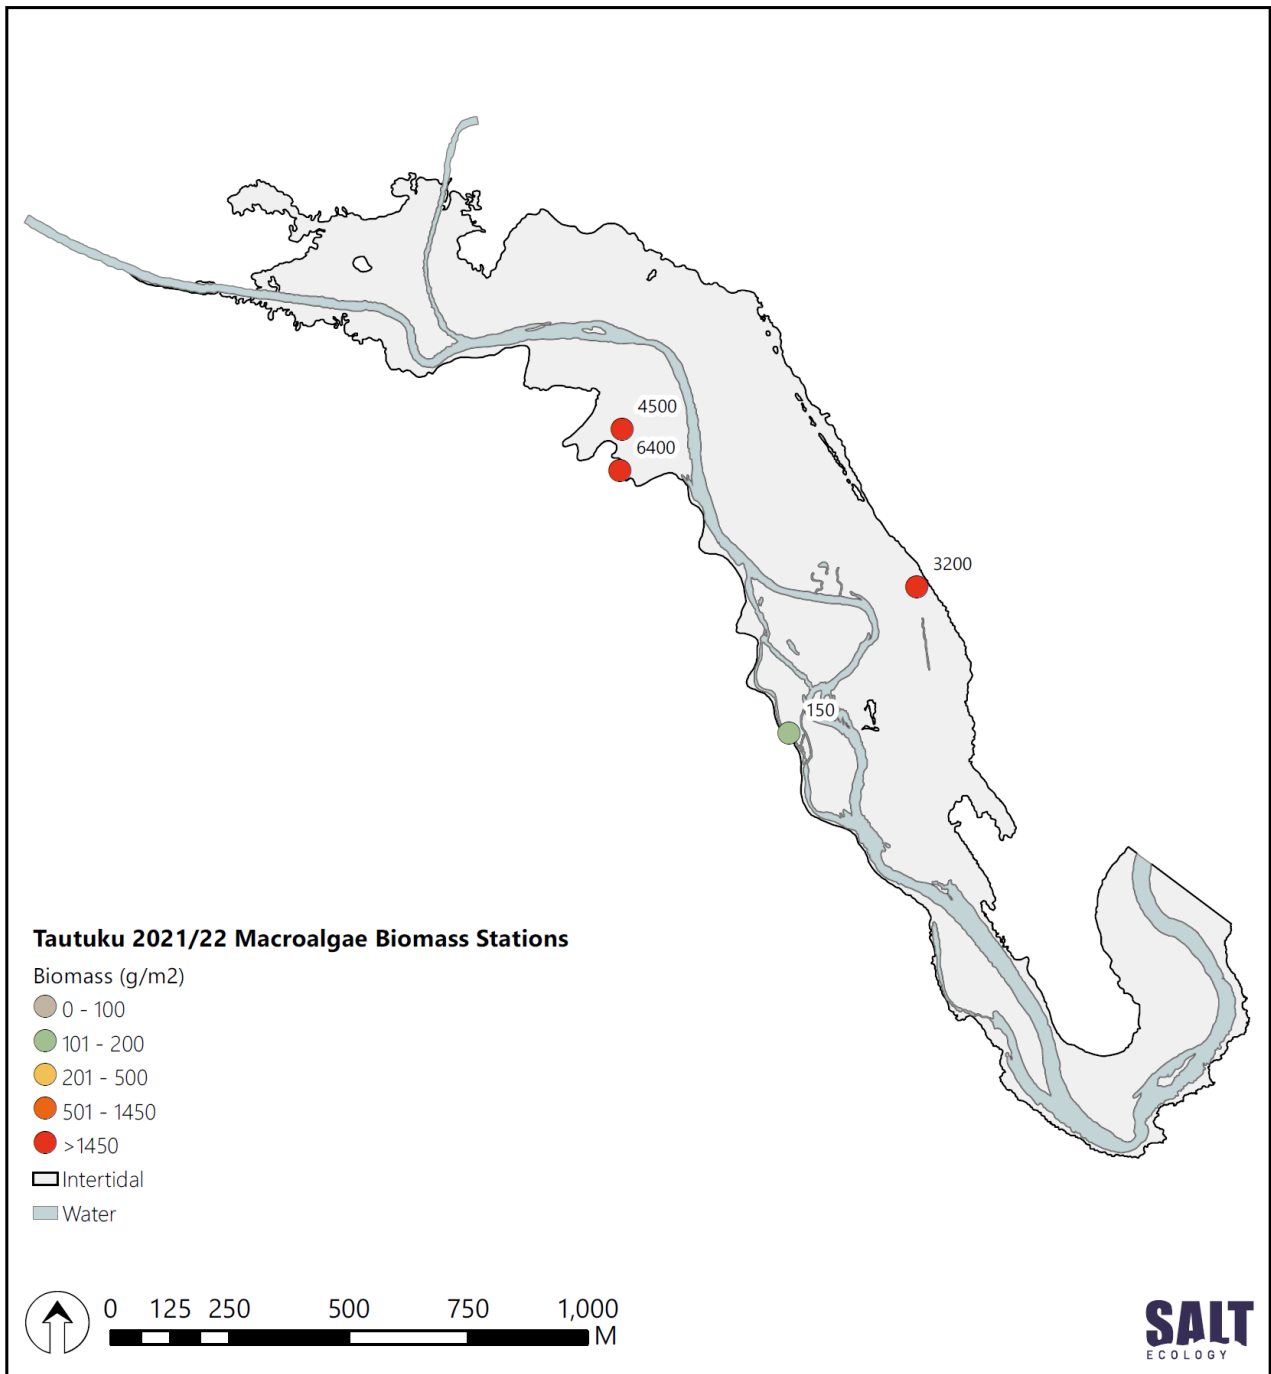 4500
6400
3200
150
Tautuku 2021/22 Macroalgae Biomass Stations
Biomass (g/m2)
0 - 100
101 - 200
201 - 500
501 - 1450
>1450
Intertidal
Water
0 125 250 500 750 1,000
M
SALT
ECOLOGY